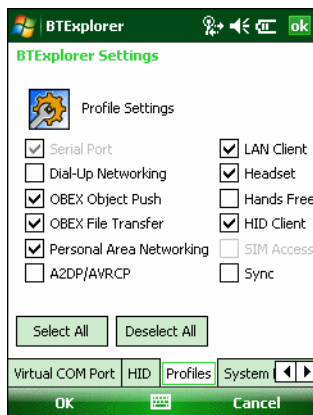 BTExplorer ok
BTExplorer Settings
Profile Settings
Serial Port LAN Client
Dial-Up Networking Headset
OBEX Object Push Hands Free
OBEX File Transfer HID Client
Personal Area Networking SIM Access
A2DP/AVRCP Sync
Select All Deselect All
Virtual COM Port HID Profiles System
OK Cancel